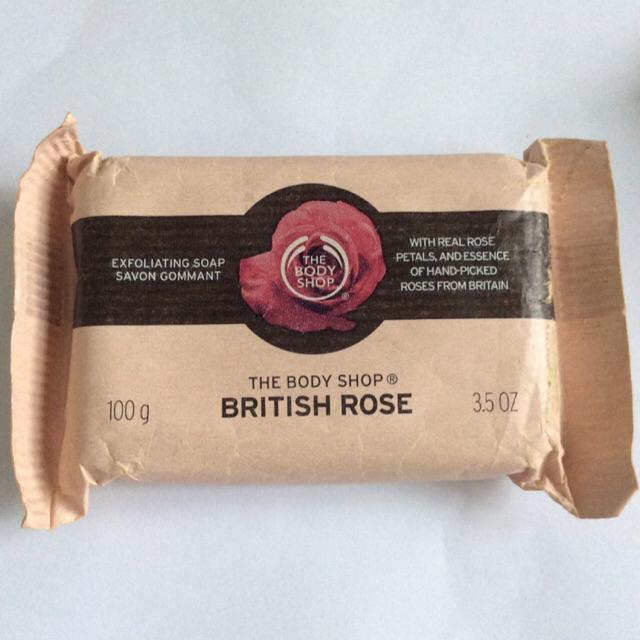 EXFOLIATING SOAP
SAVON GOMMANT
THE
BODY
SHOP
®
WITH REAL ROSE
PETALS, AND ESSENCE
OF HAND-PICKED
ROSES FROM BRITAIN
THE BODY SHOP ®
BRITISH ROSE
100 g
3.5 OZ